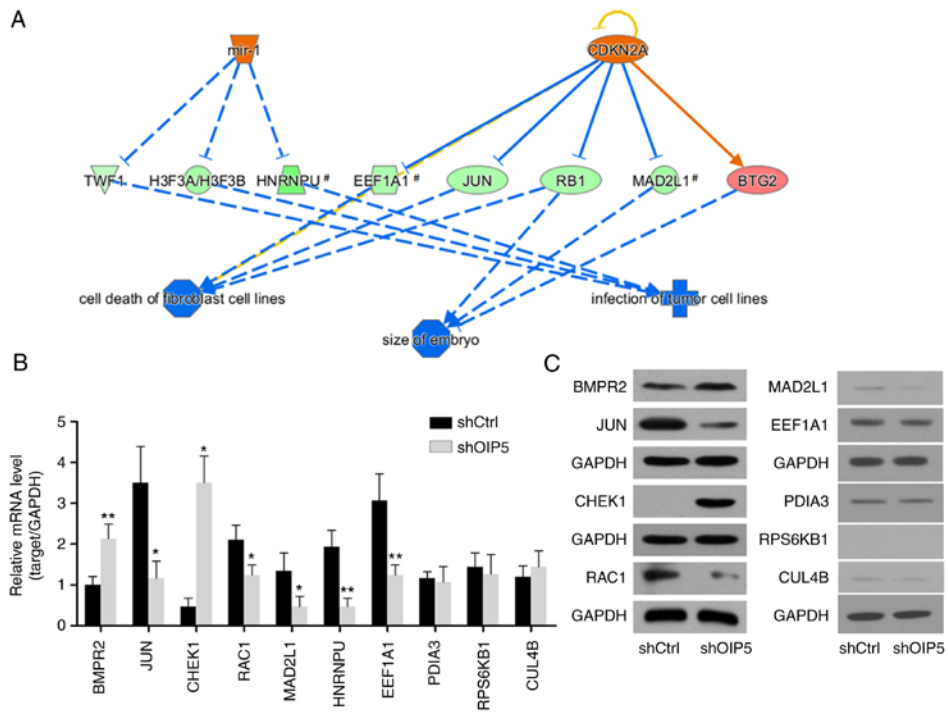 A
mir-1
CDKN2A
TWF1
H3F3A/H3F3B
HNRNPU #
EEF1A1 #
JUN
RB1
MAD2L1 #
BTG2
cell death of fibroblast cell lines
infection of tumor cell lines
size of embryo
B
Relative mRNA level
(target/GAPDH)
5
4
3
2
1
0
shCtrl
shOIP5
**
*
*
*
*
**
**
BMPR2
JUN
CHEK1
RAC1
MAD2L1
HNRNPU
EEF1A1
PDIA3
RPS6KB1
CUL4B
C
BMPR2
JUN
GAPDH
CHEK1
GAPDH
RAC1
GAPDH
shCtrl shOIP5
MAD2L1
EEF1A1
GAPDH
PDIA3
RPS6KB1
CUL4B
GAPDH
shCtrl shOIP5